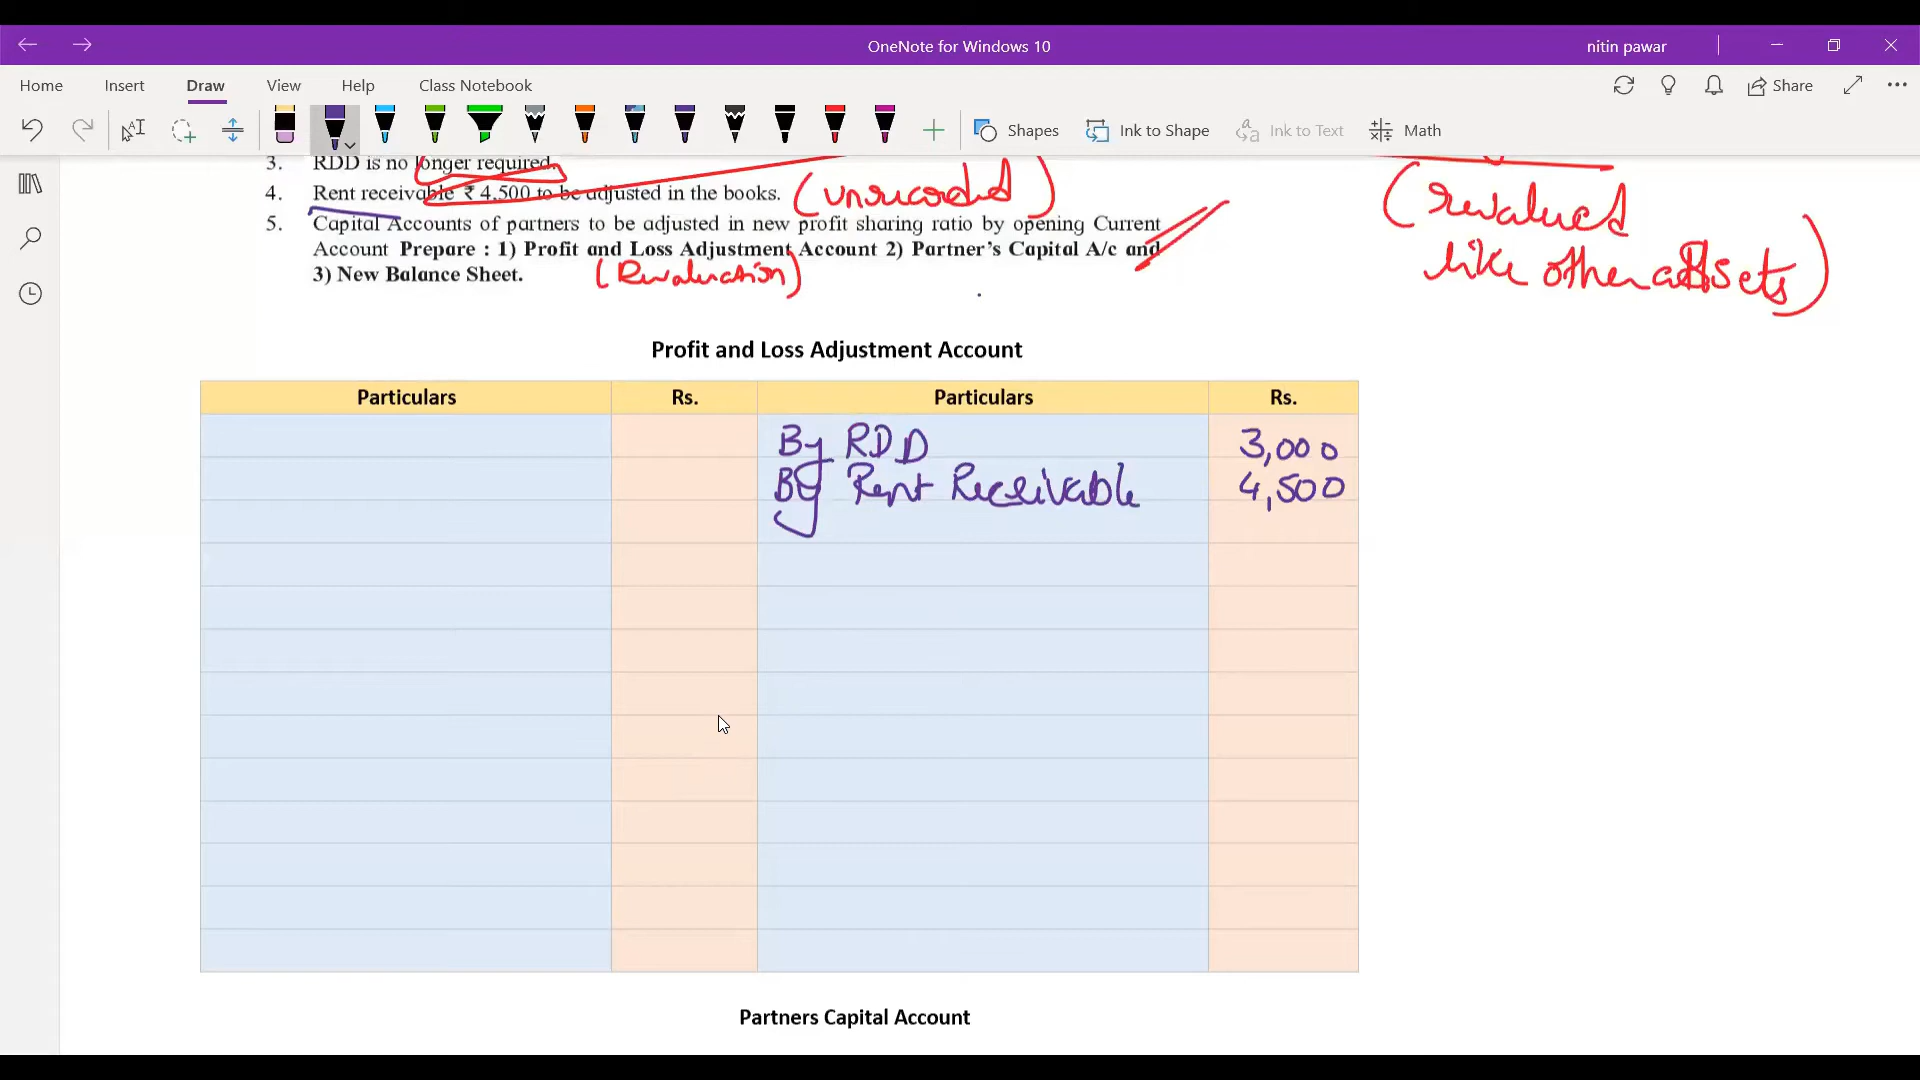 OneNote for Windows 10
nitin pawar
Home Insert Draw View Help Class Notebook
Share
Shapes Ink to Shape Ink to Text Math
3. RDD is no longer required.
4. Rent receivable ₹ 4,500 to be adjusted in the books. (unrecorded)
(revalued
like other assets)
5. Capital Accounts of partners to be adjusted in new profit sharing ratio by opening Current
Account Prepare : 1) Profit and Loss Adjustment Account 2) Partner's Capital A/c and
3) New Balance Sheet. (Revaluation)
Profit and Loss Adjustment Account
Particulars Rs. Particulars Rs.
By RDD 3,000
By Rent Receivable 4,500
Partners Capital Account